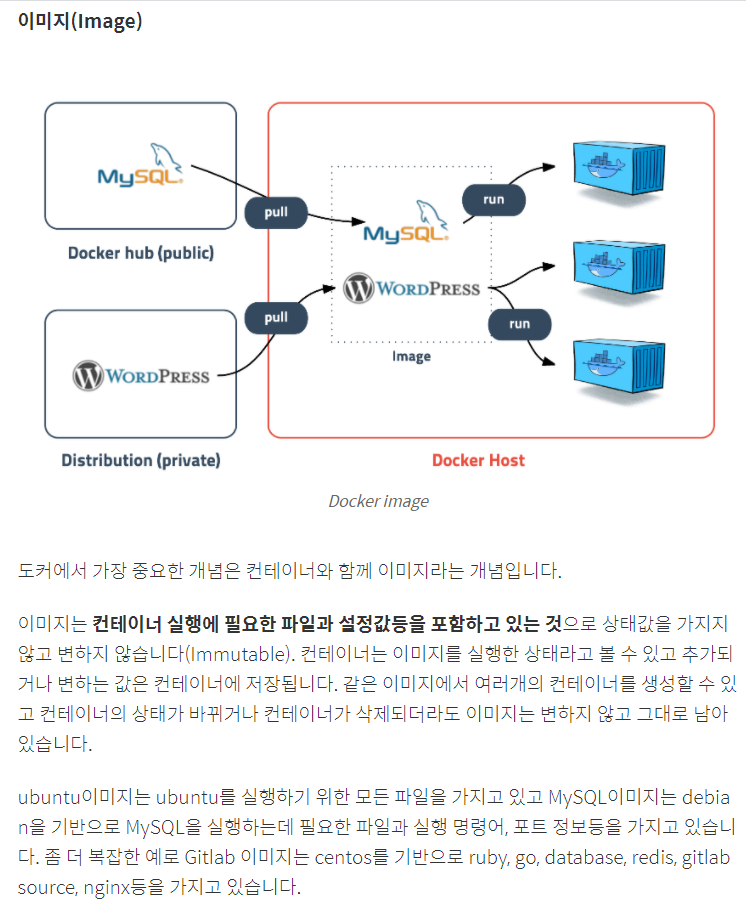 이미지(Image)
MySQL®
pull
Docker hub (public)
MySQL®
run
WORDPRESS
pull
run
Image
WORDPRESS
Distribution (private)
Docker Host
Docker image
도커에서 가장 중요한 개념은 컨테이너와 함께 이미지라는 개념입니다.
이미지는 컨테이너 실행에 필요한 파일과 설정값등을 포함하고 있는 것으로 상태값을 가지지
않고 변하지 않습니다(Immutable). 컨테이너는 이미지를 실행한 상태라고 볼 수 있고 추가되
거나 변하는 값은 컨테이너에 저장됩니다. 같은 이미지에서 여러개의 컨테이너를 생성할 수 있
고 컨테이너의 상태가 바뀌거나 컨테이너가 삭제되더라도 이미지는 변하지 않고 그대로 남아
있습니다.
ubuntu이미지는 ubuntu를 실행하기 위한 모든 파일을 가지고 있고 MySQL이미지는 debia
n을 기반으로 MySQL을 실행하는데 필요한 파일과 실행 명령어, 포트 정보등을 가지고 있습니
다. 좀 더 복잡한 예로 Gitlab 이미지는 centos를 기반으로 ruby, go, database, redis, gitlab
source, nginx등을 가지고 있습니다.